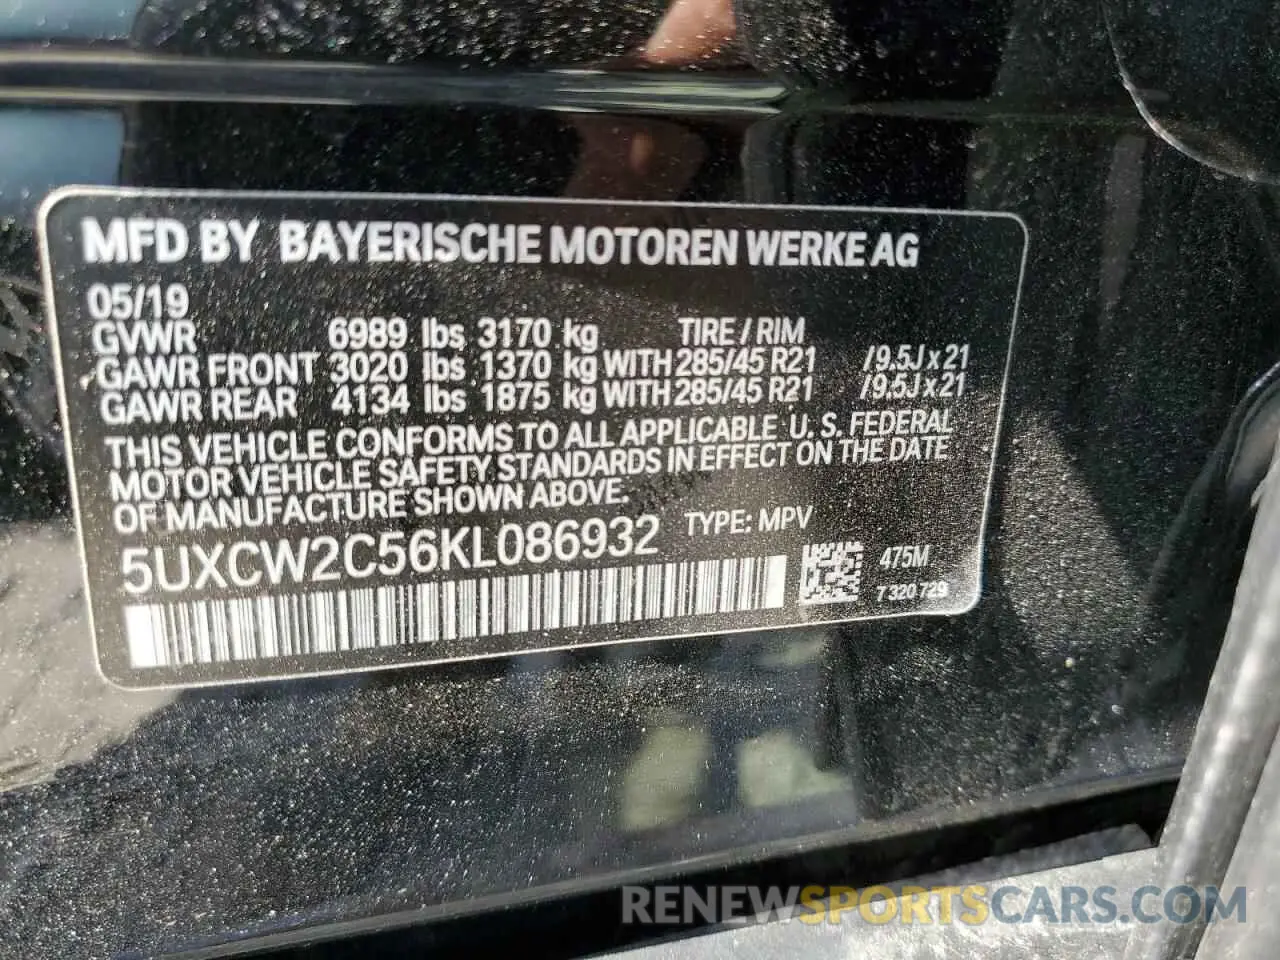 MFD BY BAYERISCHE MOTOREN WERKE AG
05/19
GVWR 6989 lbs 3170 kg TIRE / RIM
GAWR FRONT 3020 lbs 1370 kg WITH 285/45 R21 /9.5J x 21
GAWR REAR 4134 lbs 1875 kg WITH 285/45 R21 /9.5J x 21
THIS VEHICLE CONFORMS TO ALL APPLICABLE U.S. FEDERAL
MOTOR VEHICLE SAFETY STANDARDS IN EFFECT ON THE DATE
OF MANUFACTURE SHOWN ABOVE.
5UXCW2C56KL086932 TYPE: MPV
475M
7 320 729
RENEWSPORTSCARS.COM